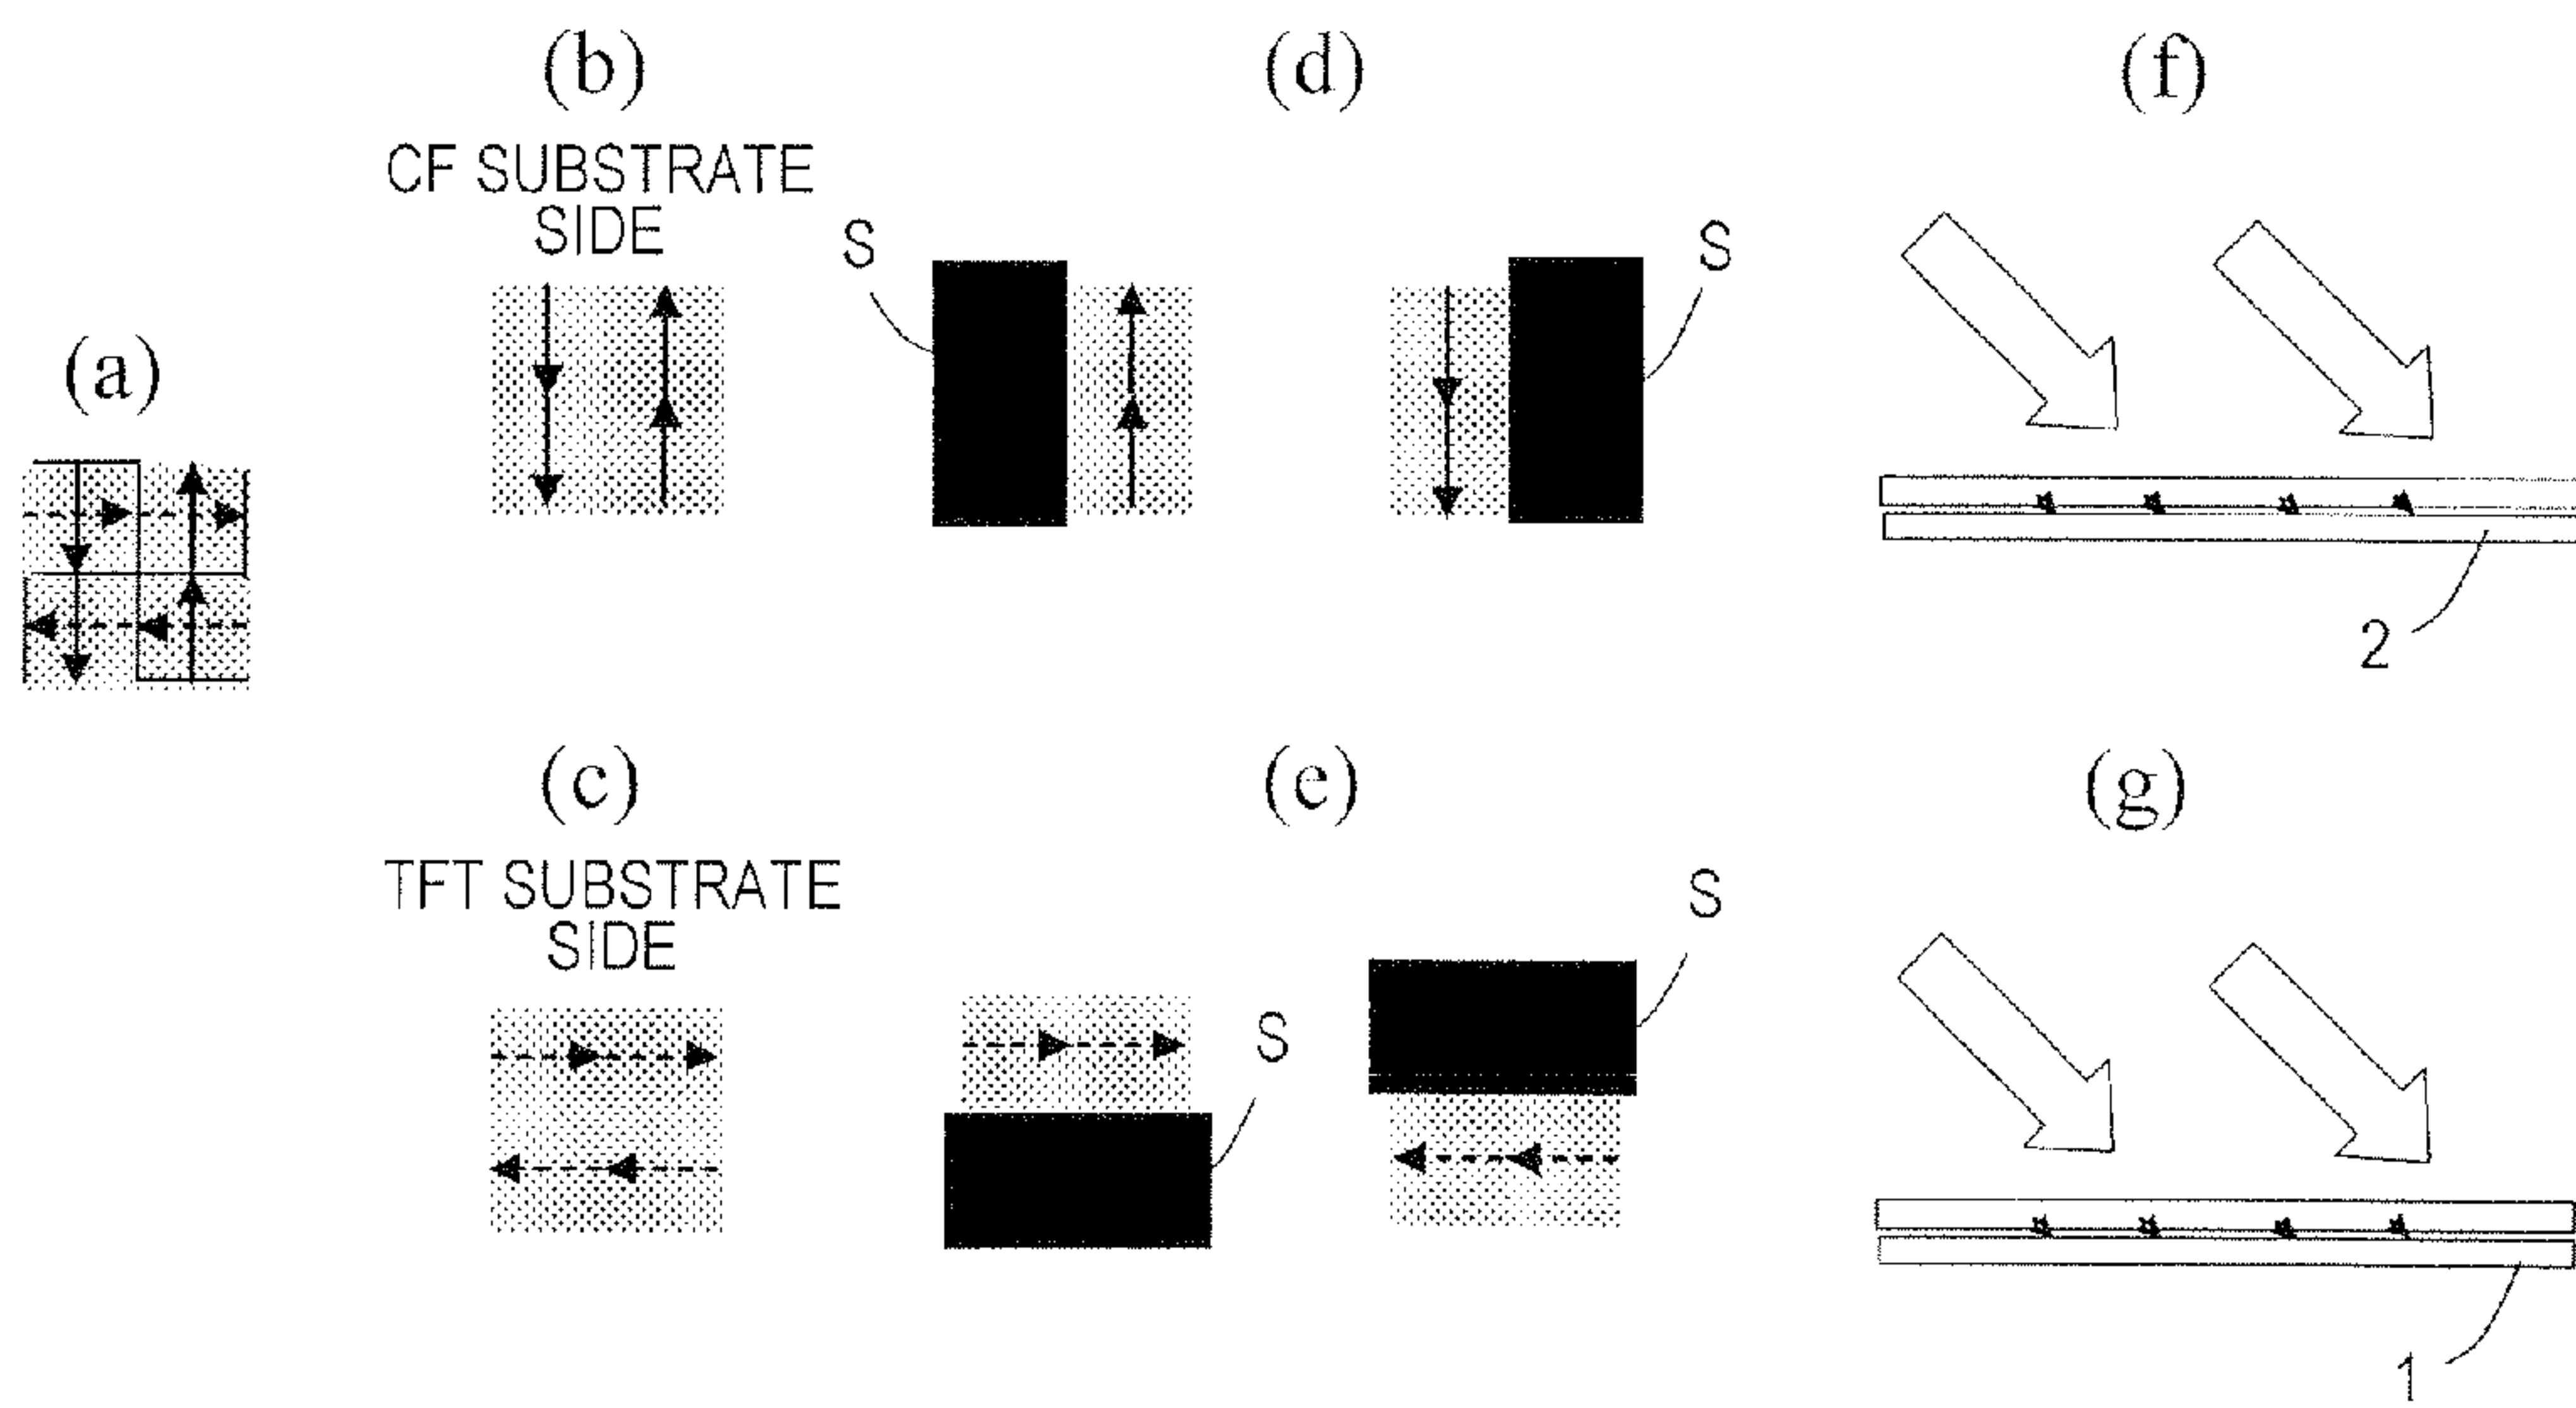 (b)
(d)
(f)
CF SUBSTRATE
SIDE
S
S
(a)
2
(c)
(e)
(g)
TFT SUBSTRATE
SIDE
S
S
1